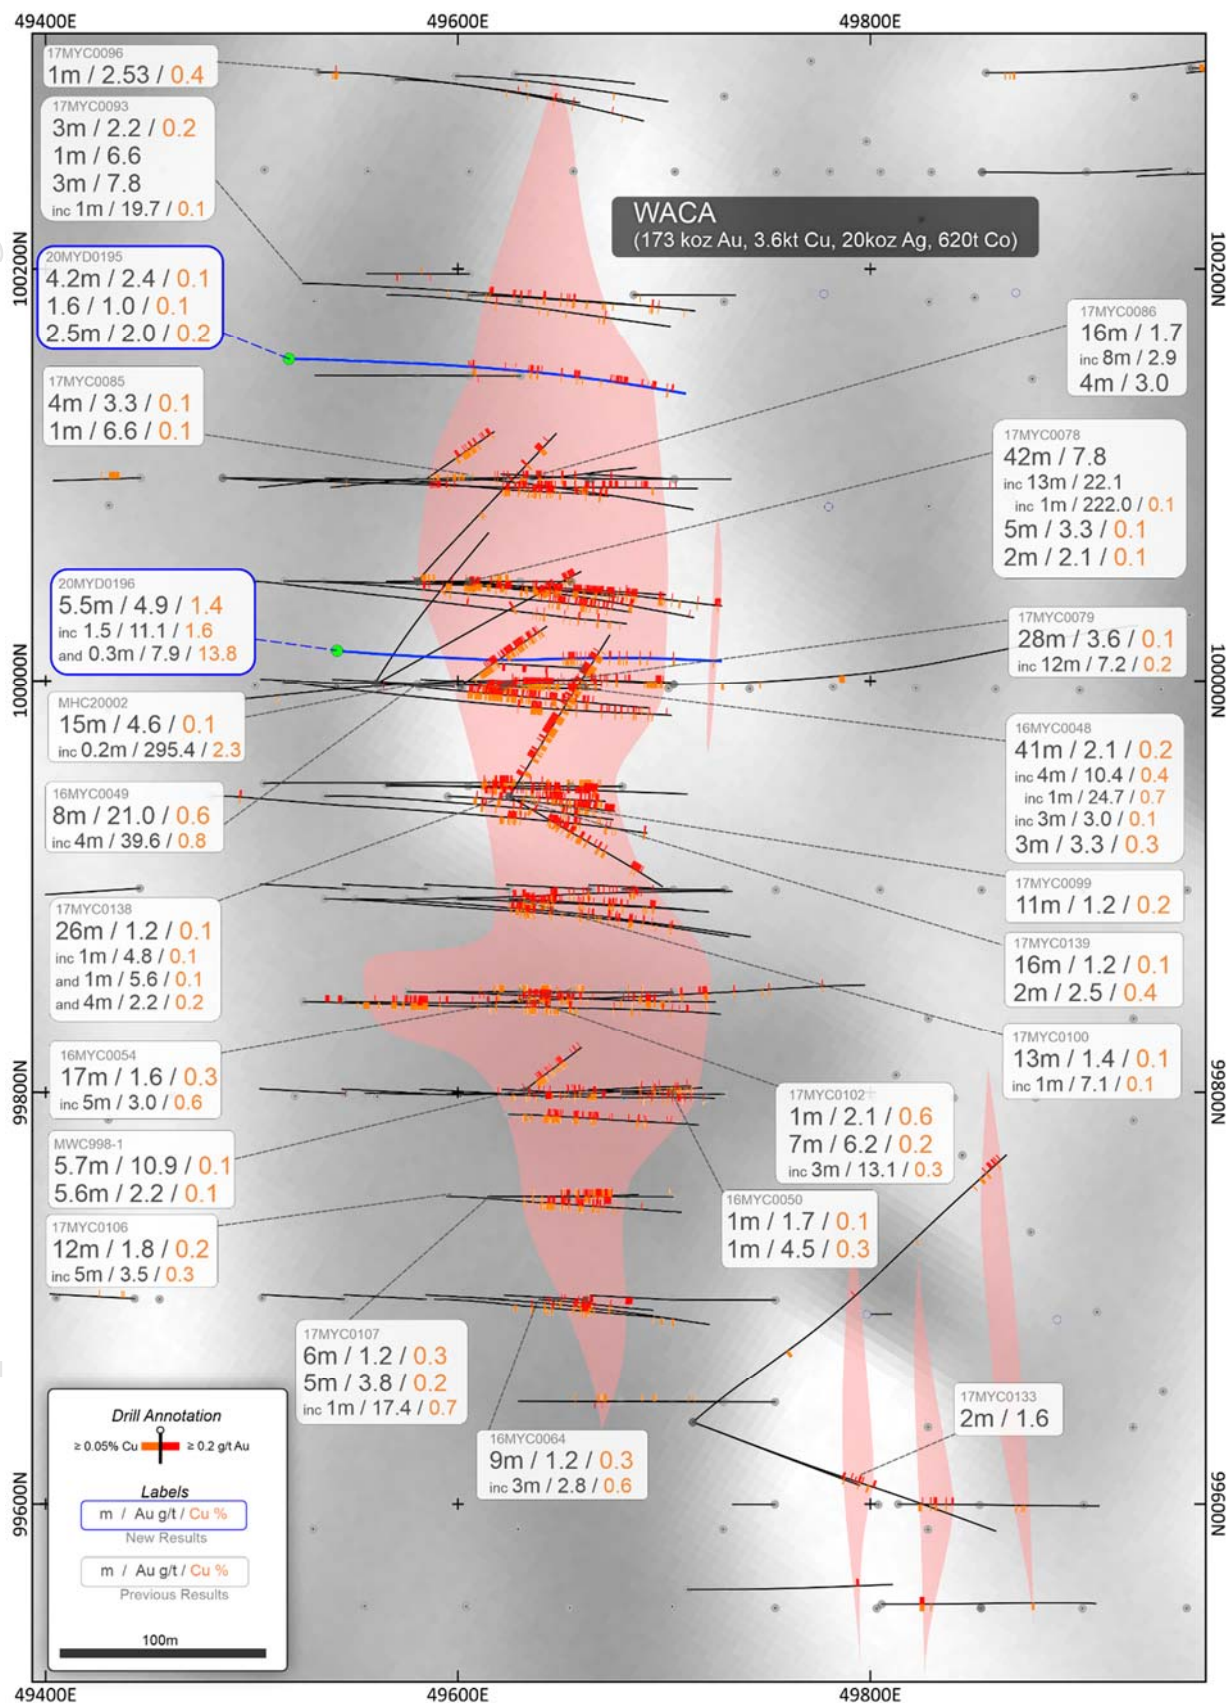 49400E
49600E
49800E
17MYC0096
1m / 2.53 / 0.4
17MYC0093
3m / 2.2 / 0.2
1m / 6.6
3m / 7.8
inc 1m / 19.7 / 0.1
WACA
(173 koz Au, 3.6kt Cu, 20koz Ag, 620t Co)
100200N
100200N
20MYD0195
4.2m / 2.4 / 0.1
1.6 / 1.0 / 0.1
2.5m / 2.0 / 0.2
17MYC0086
16m / 1.7
inc 8m / 2.9
4m / 3.0
17MYC0085
4m / 3.3 / 0.1
1m / 6.6 / 0.1
17MYC0078
42m / 7.8
inc 13m / 22.1
inc 1m / 222.0 / 0.1
5m / 3.3 / 0.1
2m / 2.1 / 0.1
20MYD0196
5.5m / 4.9 / 1.4
inc 1.5 / 11.1 / 1.6
and 0.3m / 7.9 / 13.8
17MYC0079
28m / 3.6 / 0.1
inc 12m / 7.2 / 0.2
100000N
100000N
MHC20002
15m / 4.6 / 0.1
inc 0.2m / 295.4 / 2.3
16MYC0048
41m / 2.1 / 0.2
inc 4m / 10.4 / 0.4
inc 1m / 24.7 / 0.7
inc 3m / 3.0 / 0.1
3m / 3.3 / 0.3
16MYC0049
8m / 21.0 / 0.6
inc 4m / 39.6 / 0.8
17MYC0099
11m / 1.2 / 0.2
17MYC0138
26m / 1.2 / 0.1
inc 1m / 4.8 / 0.1
and 1m / 5.6 / 0.1
and 4m / 2.2 / 0.2
17MYC0139
16m / 1.2 / 0.1
2m / 2.5 / 0.4
17MYC0100
13m / 1.4 / 0.1
inc 1m / 7.1 / 0.1
16MYC0054
17m / 1.6 / 0.3
inc 5m / 3.0 / 0.6
99800N
99800N
17MYC0102
1m / 2.1 / 0.6
7m / 6.2 / 0.2
inc 3m / 13.1 / 0.3
MWC998-1
5.7m / 10.9 / 0.1
5.6m / 2.2 / 0.1
16MYC0050
1m / 1.7 / 0.1
1m / 4.5 / 0.3
17MYC0106
12m / 1.8 / 0.2
inc 5m / 3.5 / 0.3
17MYC0107
6m / 1.2 / 0.3
5m / 3.8 / 0.2
inc 1m / 17.4 / 0.7
17MYC0133
2m / 1.6
16MYC0064
9m / 1.2 / 0.3
inc 3m / 2.8 / 0.6
99600N
99600N
Drill Annotation
≥ 0.05% Cu
≥ 0.2 g/t Au
Labels
m / Au g/t / Cu %
New Results
m / Au g/t / Cu %
Previous Results
100m
49400E
49600E
49800E